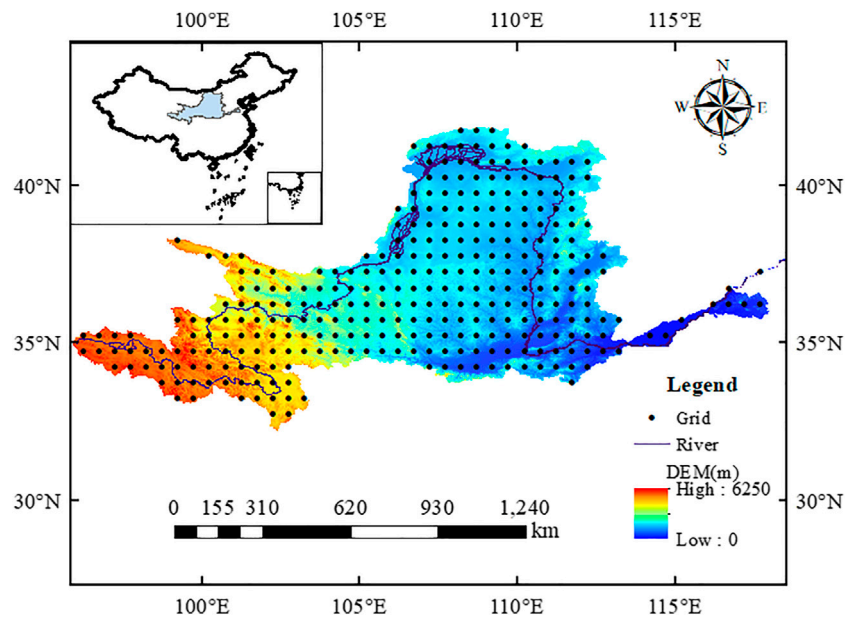 100°E 105°E 110°E 115°E
N
W E
S
40°N 40°N
35°N 35°N
Legend
Grid
River
DEM(m)
High : 6250
Low : 0
30°N 30°N
0 155 310 620 930 1,240
km
100°E 105°E 110°E 115°E